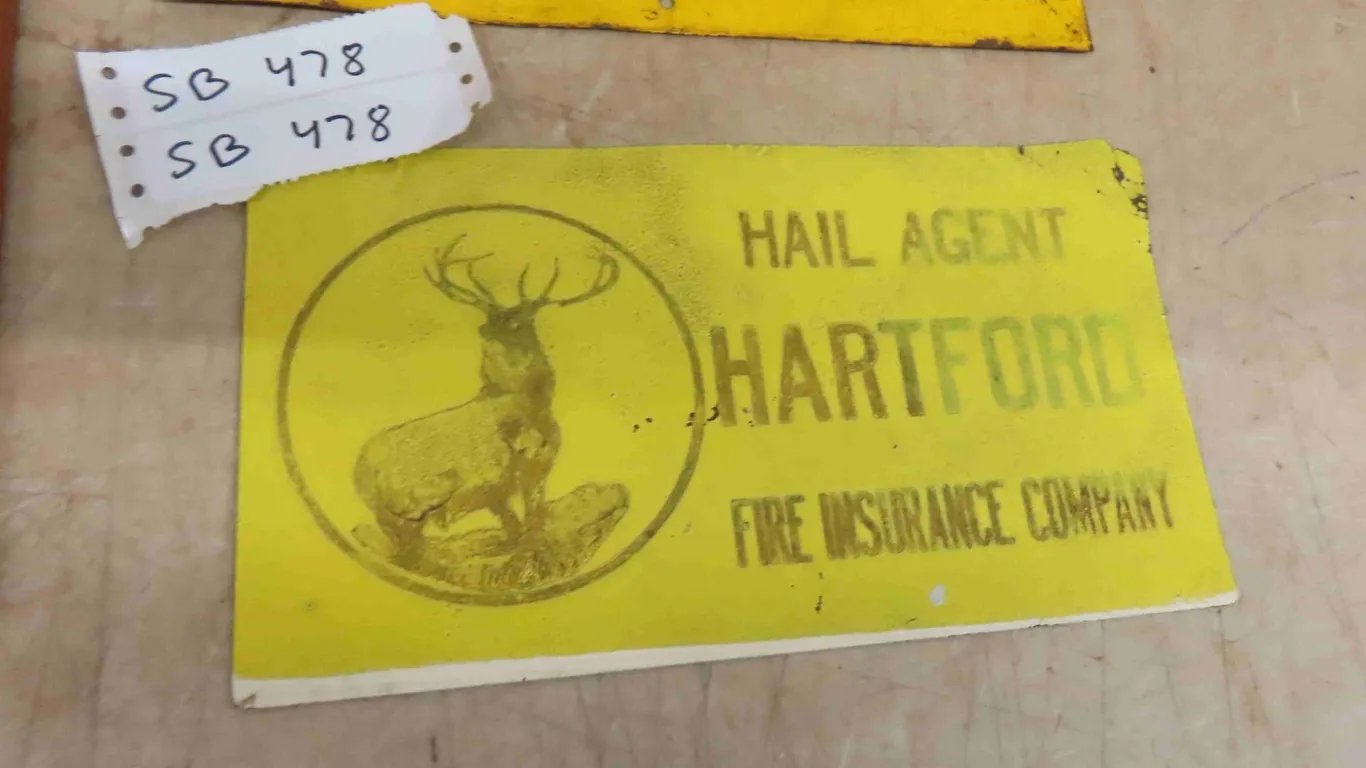 SB 478
SB 478
HAIL AGENT
HARTFORD
FIRE INSURANCE COMPANY